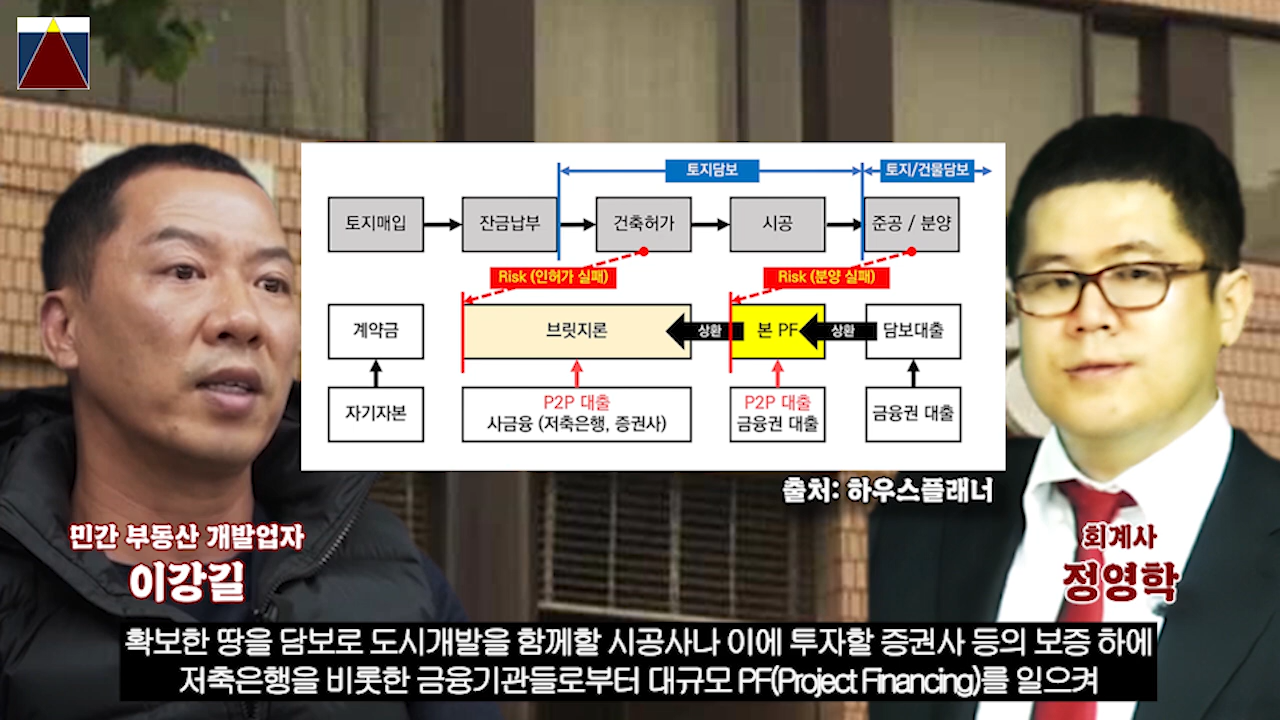 토지담보
토지/건물담보
토지매입
잔금납부
건축허가
시공
준공 / 분양
Risk (인허가 실패)
Risk (분양 실패)
계약금
브릿지론
상환
본 PF
상환
담보대출
자기자본
P2P 대출
사금융 (저축은행, 증권사)
P2P 대출
금융권 대출
금융권 대출
출처: 하우스플래너
민간 부동산 개발업자
이강길
회계사
정영학
확보한 땅을 담보로 도시개발을 함께할 시공사나 이에 투자할 증권사 등의 보증 하에
저축은행을 비롯한 금융기관들로부터 대규모 PF(Project Financing)를 일으켜